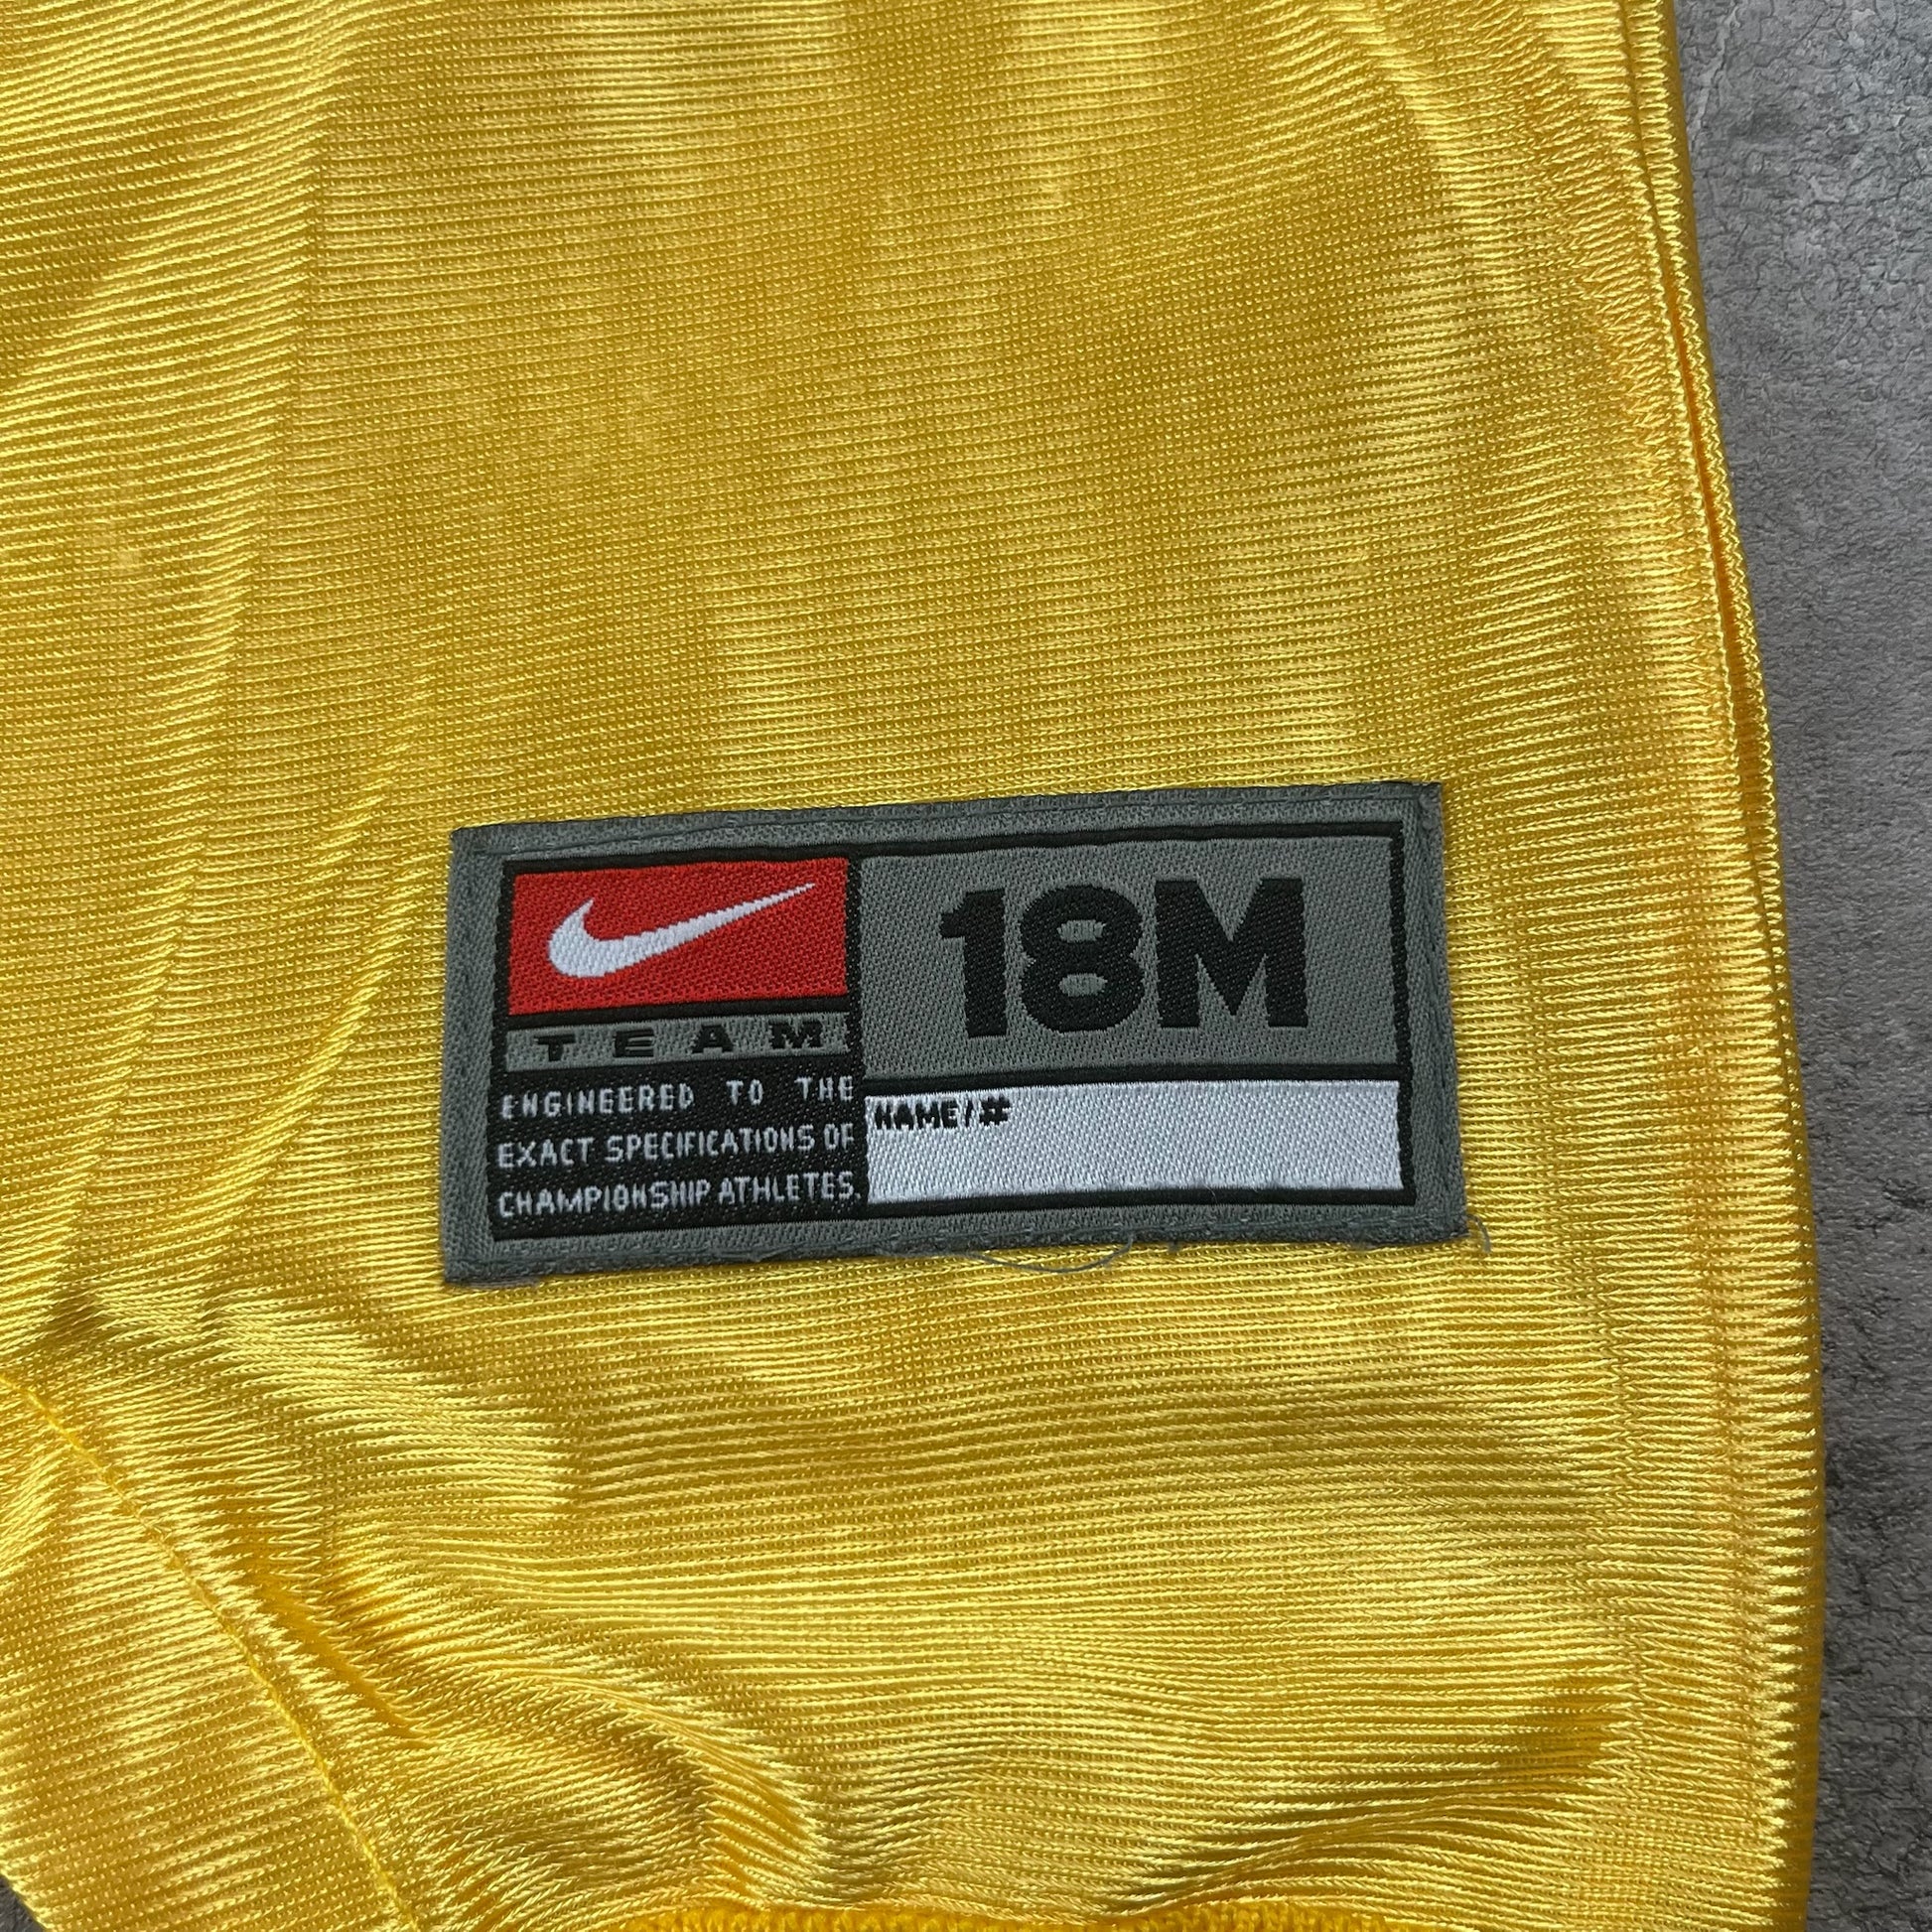 TEAM
ENGINEERED TO THE
EXACT SPECIFICATIONS OF
CHAMPIONSHIP ATHLETES.
18M
NAME/#